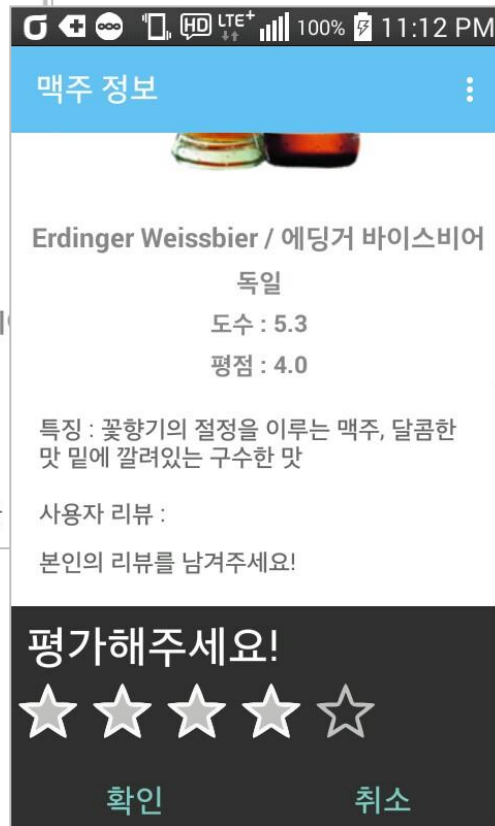 HD LTE+ 100% 11:12 PM
맥주 정보
Erdinger Weissbier / 에딩거 바이스비어
독일
도수 : 5.3
평점 : 4.0
특징 : 꽃향기의 절정을 이루는 맥주, 달콤한
맛 밑에 깔려있는 구수한 맛
사용자 리뷰 :
본인의 리뷰를 남겨주세요!
평가해주세요!
확인 취소